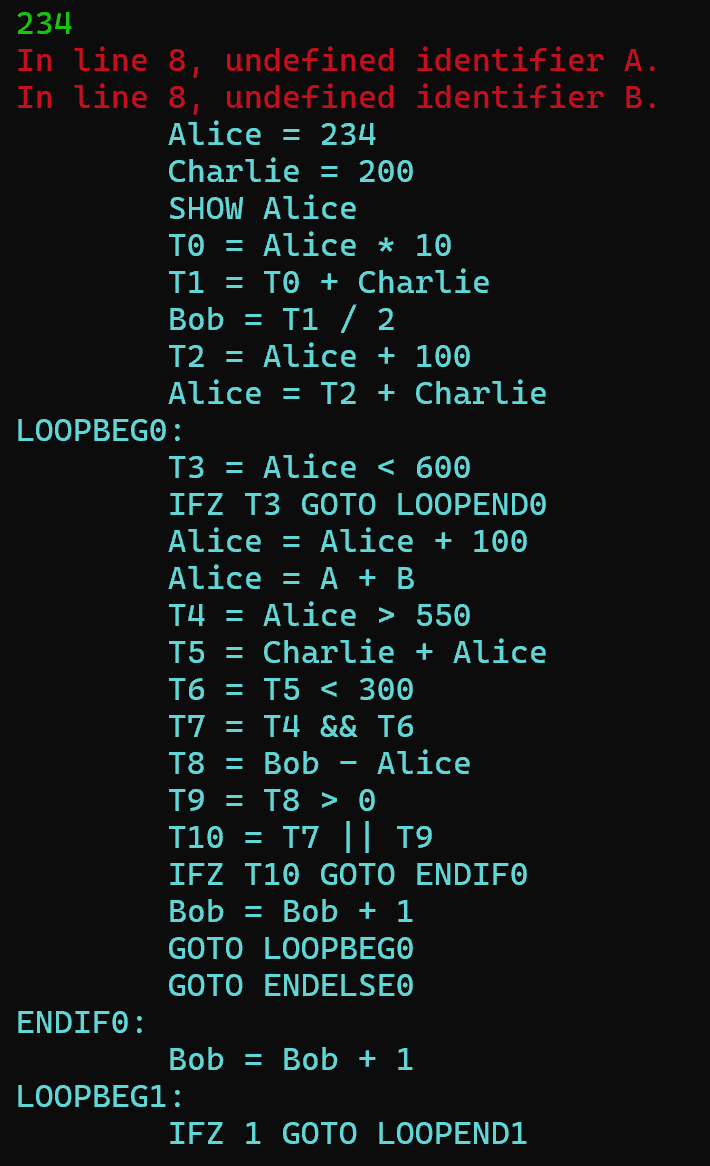 234
In line 8, undefined identifier A.
In line 8, undefined identifier B.
Alice = 234
Charlie = 200
SHOW Alice
T0 = Alice * 10
T1 = T0 + Charlie
Bob = T1 / 2
T2 = Alice + 100
Alice = T2 + Charlie
LOOPBEG0:
T3 = Alice < 600
IFZ T3 GOTO LOOPEND0
Alice = Alice + 100
Alice = A + B
T4 = Alice > 550
T5 = Charlie + Alice
T6 = T5 < 300
T7 = T4 && T6
T8 = Bob - Alice
T9 = T8 > 0
T10 = T7 || T9
IFZ T10 GOTO ENDIF0
Bob = Bob + 1
GOTO LOOPBEG0
GOTO ENDELSE0
ENDIF0:
Bob = Bob + 1
LOOPBEG1:
IFZ 1 GOTO LOOPEND1